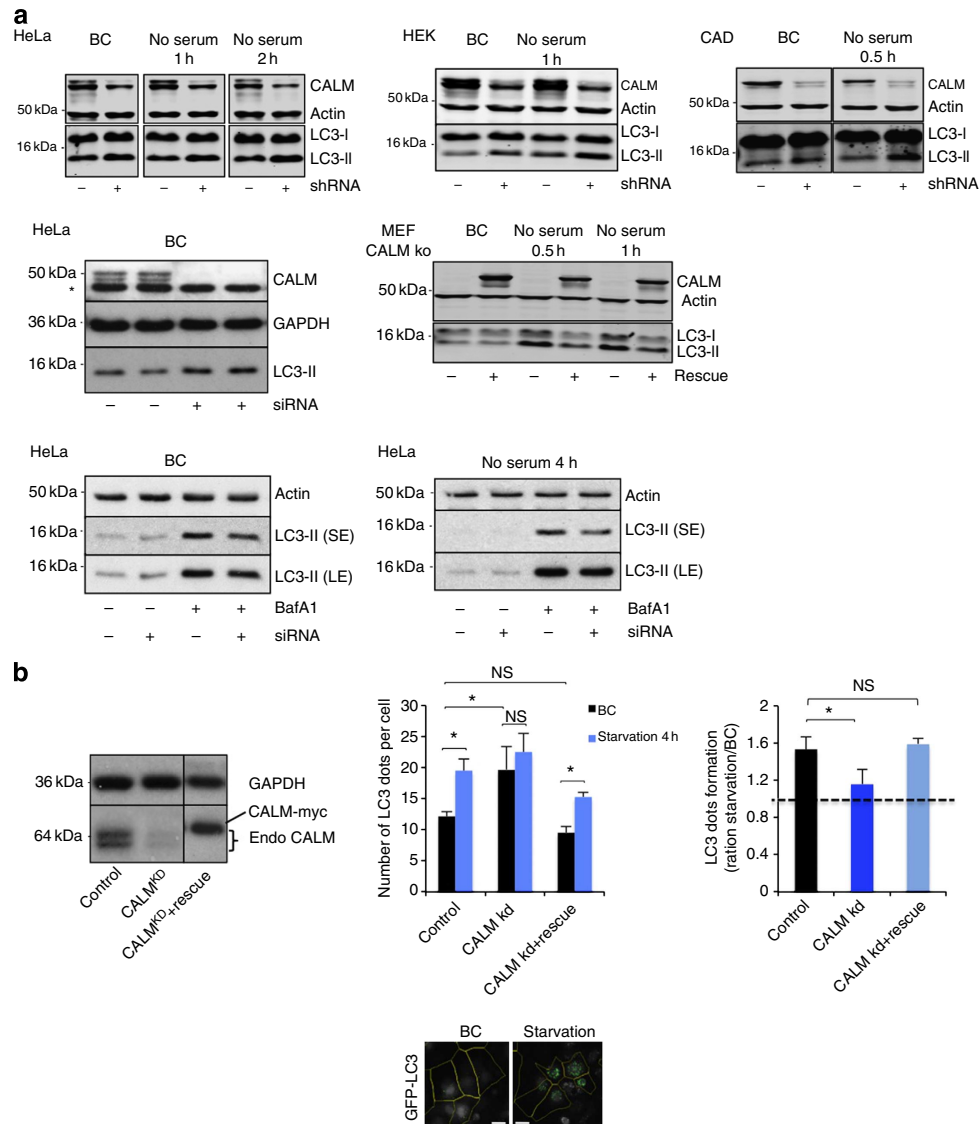 a
HeLa
BC
No serum 1 h
No serum 2 h
CALM
50 kDa
Actin
LC3-I
16 kDa
LC3-II
– + – + – + shRNA
HEK
BC
No serum 1 h
CALM
50 kDa
Actin
LC3-I
16 kDa
LC3-II
– + – + shRNA
CAD
BC
No serum 0.5 h
CALM
50 kDa
Actin
LC3-I
16 kDa
LC3-II
– + – + shRNA
HeLa
BC
50 kDa
CALM
*
36 kDa
GAPDH
16 kDa
LC3-II
– – + + siRNA
MEF CALM ko
BC
No serum 0.5 h
No serum 1 h
CALM
50 kDa
Actin
16 kDa
LC3-I
LC3-II
– + – + – + Rescue
HeLa
BC
50 kDa
Actin
16 kDa
LC3-II (SE)
16 kDa
LC3-II (LE)
– – + + BafA1
– + – + siRNA
HeLa
No serum 4 h
50 kDa
Actin
16 kDa
LC3-II (SE)
16 kDa
LC3-II (LE)
– – + + BafA1
– + – + siRNA
b
36 kDa
GAPDH
CALM-myc
64 kDa
Endo CALM
Control
CALMKD
CALMKD+rescue
NS
*
NS
*
*
BC
Starvation 4 h
Number of LC3 dots per cell
30
25
20
15
10
5
0
Control
CALM kd
CALM kd+rescue
NS
*
LC3 dots formation
(ration starvation/BC)
2
1.6
1.2
0.8
0.4
0
Control
CALM kd
CALM kd+rescue
BC
Starvation
GFP-LC3